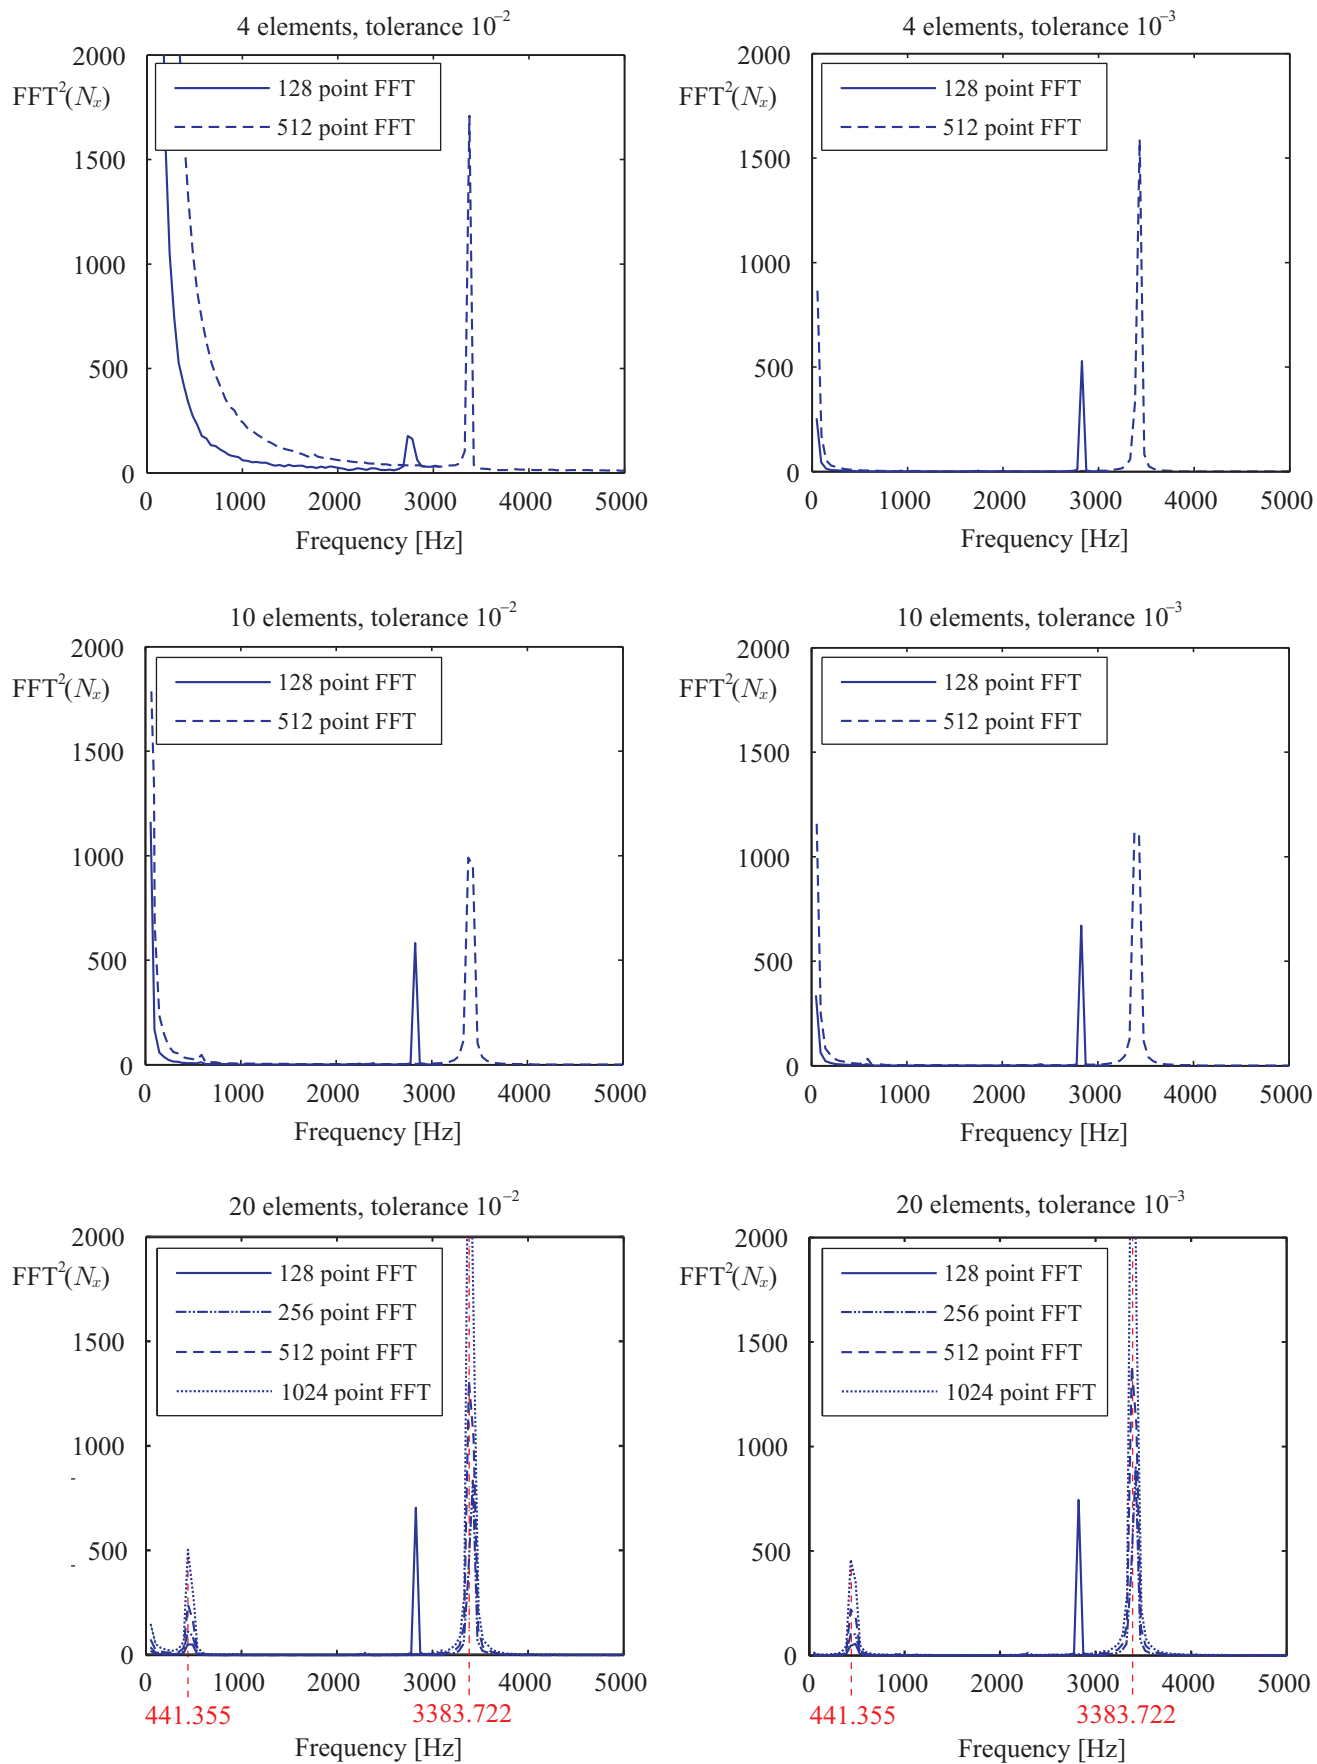 4 elements, tolerance 10⁻²
2000
FFT²(Nₓ)
128 point FFT
512 point FFT
1500
1000
500
0
0 1000 2000 3000 4000 5000
Frequency [Hz]
4 elements, tolerance 10⁻³
2000
FFT²(Nₓ)
128 point FFT
512 point FFT
1500
1000
500
0
0 1000 2000 3000 4000 5000
Frequency [Hz]
10 elements, tolerance 10⁻²
2000
FFT²(Nₓ)
128 point FFT
512 point FFT
1500
1000
500
0
0 1000 2000 3000 4000 5000
Frequency [Hz]
10 elements, tolerance 10⁻³
2000
FFT²(Nₓ)
128 point FFT
512 point FFT
1500
1000
500
0
0 1000 2000 3000 4000 5000
Frequency [Hz]
20 elements, tolerance 10⁻²
2000
FFT²(Nₓ)
128 point FFT
256 point FFT
512 point FFT
1024 point FFT
1500
1000
500
0
0 1000 2000 3000 4000 5000
441.355 3383.722
Frequency [Hz]
20 elements, tolerance 10⁻³
2000
FFT²(Nₓ)
128 point FFT
256 point FFT
512 point FFT
1024 point FFT
1500
1000
500
0
0 1000 2000 3000 4000 5000
441.355 3383.722
Frequency [Hz]